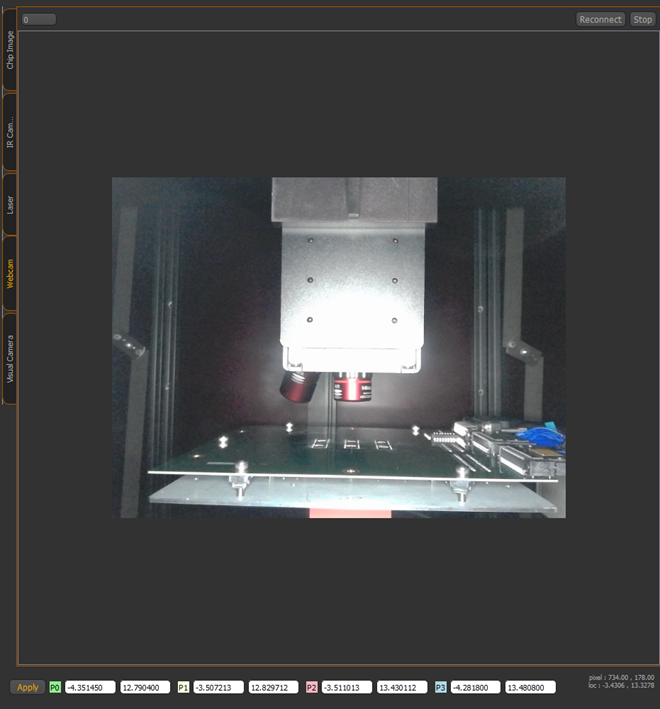 0
Reconnect
Stop
Chip Image
IR Cam...
Laser
Webcam
Visual Camera
Apply P0 -4.351450 12.790400 P1 -3.507213 12.829712 P2 -3.511013 13.430112 P3 -4.281800 13.480800
pixel : 734.00 , 178.00
loc : -3.4306 , 13.3278